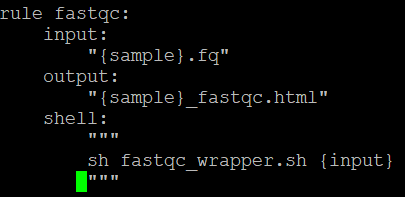 rule fastqc:
    input:
        "{sample}.fq"
    output:
        "{sample}_fastqc.html"
    shell:
        """
        sh fastqc_wrapper.sh {input}
        """